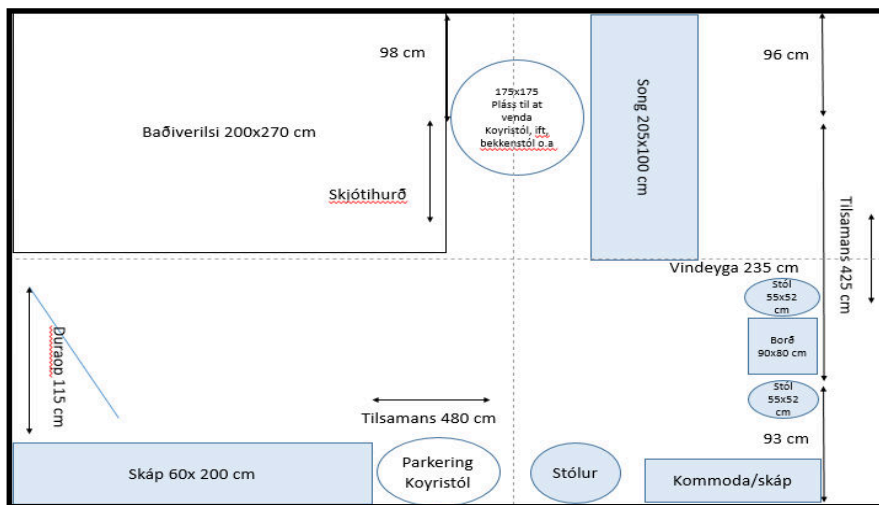 98 cm
96 cm
175x175
Pláss til at
venda
Koyristól, ift,
bekkenstól o.a
Song 205x100 cm
Baðiverilsi 200x270 cm
Skjótihurð
Tilsamans 425 cm
Vindeyga 235 cm
Stól
55x52
cm
Borð
90x80 cm
Stól
55x52
cm
Duraop 115 cm
Tilsamans 480 cm
93 cm
Skáp 60x 200 cm
Parkering
Koyristól
Stólur
Kommoda/skáp